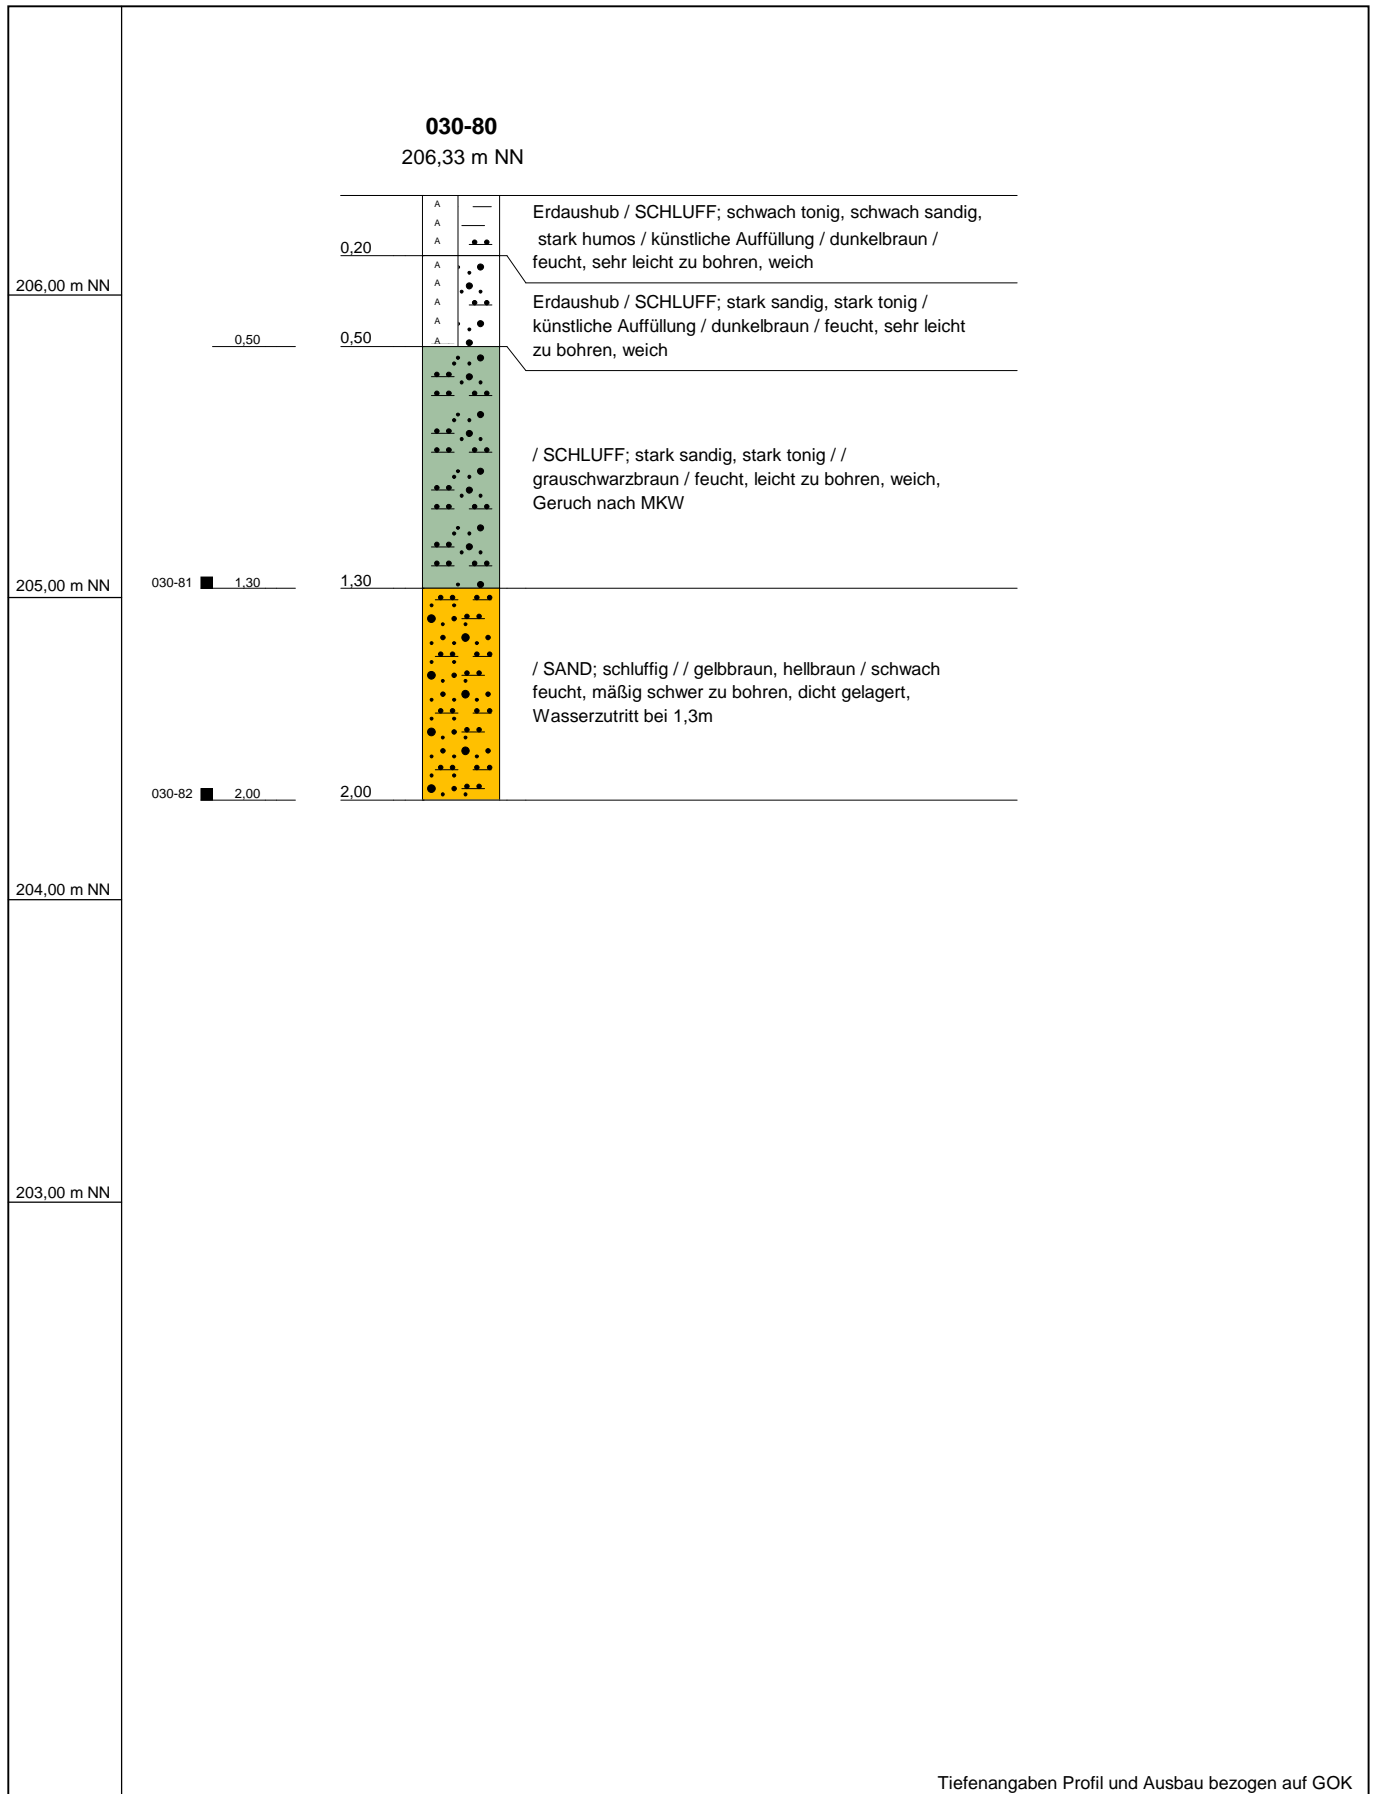 030-80
206,33 m NN
A
A
A
Erdaushub / SCHLUFF; schwach tonig, schwach sandig,
stark humos / künstliche Auffüllung / dunkelbraun /
feucht, sehr leicht zu bohren, weich
0,20
206,00 m NN
A
A
A
A
A
Erdaushub / SCHLUFF; stark sandig, stark tonig /
künstliche Auffüllung / dunkelbraun / feucht, sehr leicht
zu bohren, weich
0,50
0,50
/ SCHLUFF; stark sandig, stark tonig / /
grauschwarzbraun / feucht, leicht zu bohren, weich,
Geruch nach MKW
205,00 m NN
030-81
1,30
1,30
/ SAND; schluffig / / gelbbraun, hellbraun / schwach
feucht, mäßig schwer zu bohren, dicht gelagert,
Wasserzutritt bei 1,3m
030-82
2,00
2,00
204,00 m NN
203,00 m NN
Tiefenangaben Profil und Ausbau bezogen auf GOK